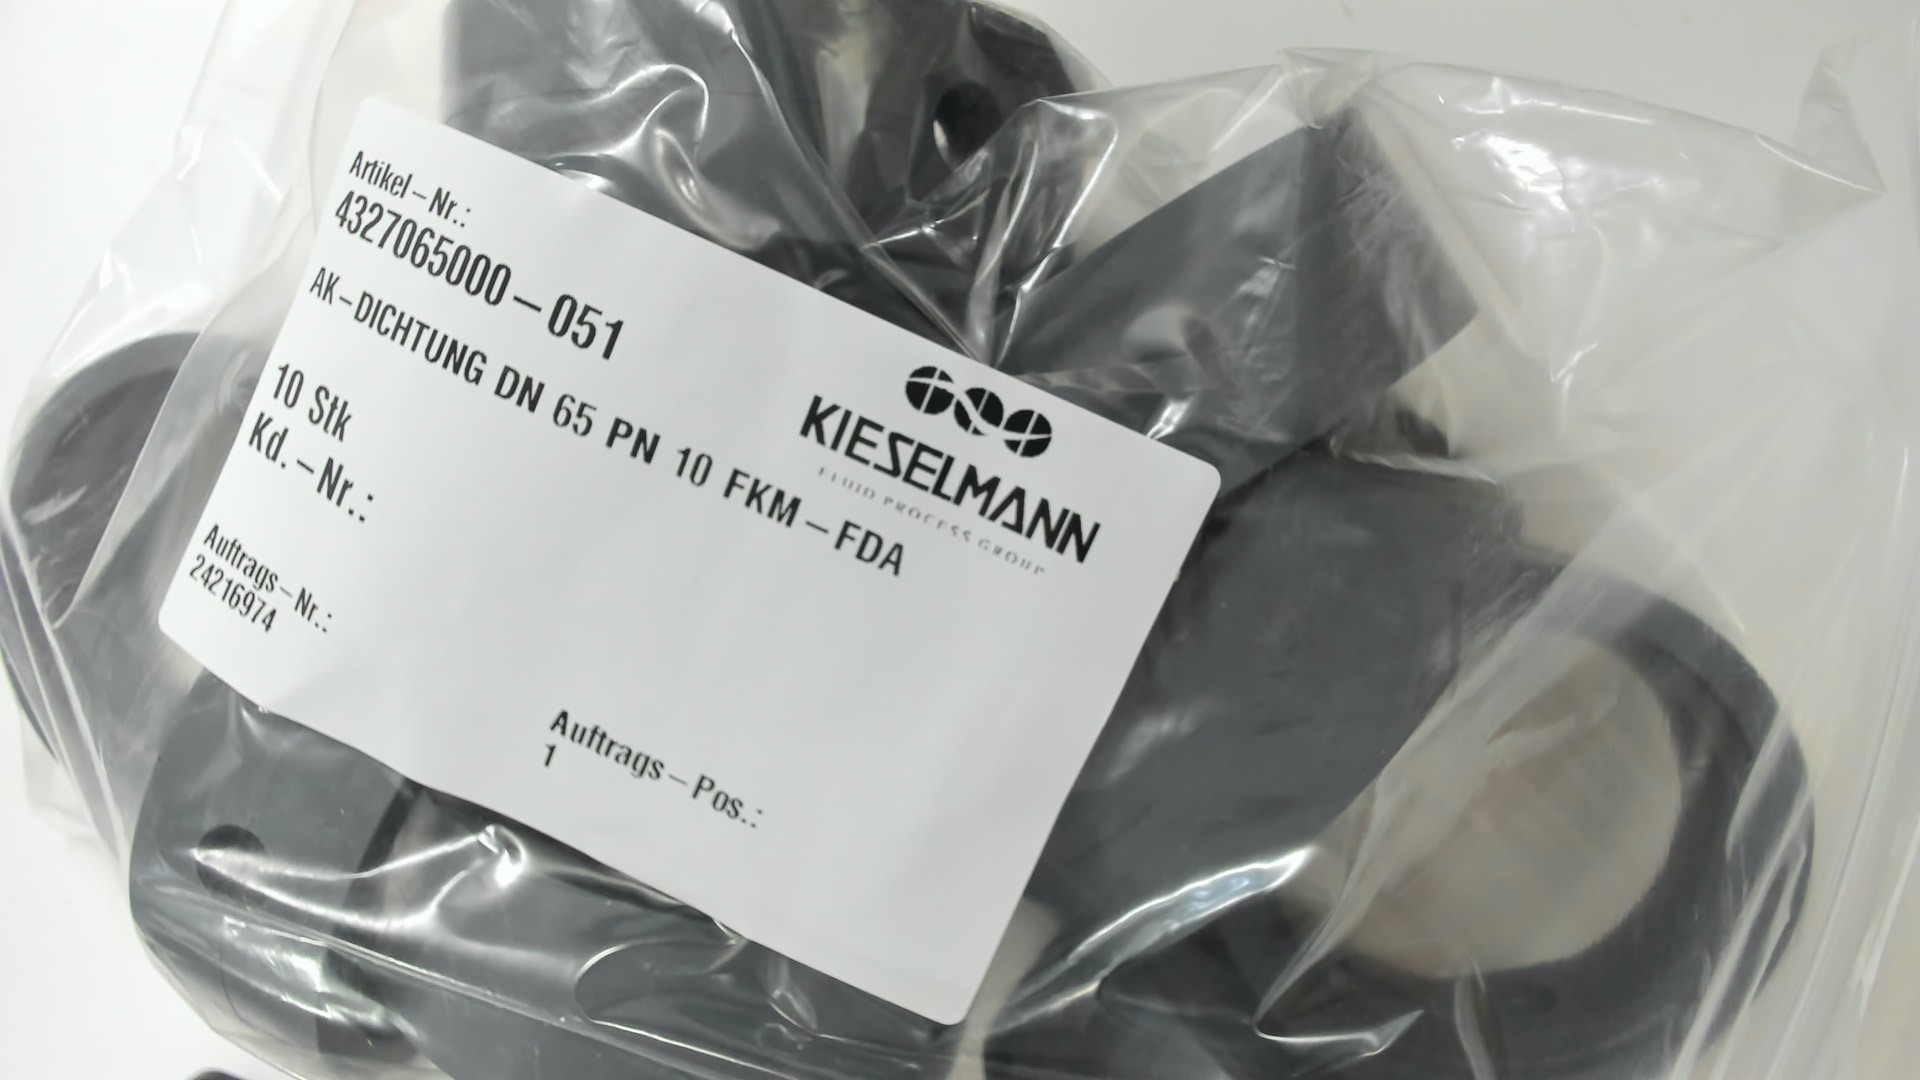 Artikel-Nr.:
4327065000-051
AK-DICHTUNG DN 65 PN 10 FKM-FDA
10 Stk
Kd.-Nr.:
Auftrags-Nr.:
24216974
Auftrags-Pos.:
1
KIESELMANN
FLUID PROCESS GROUP